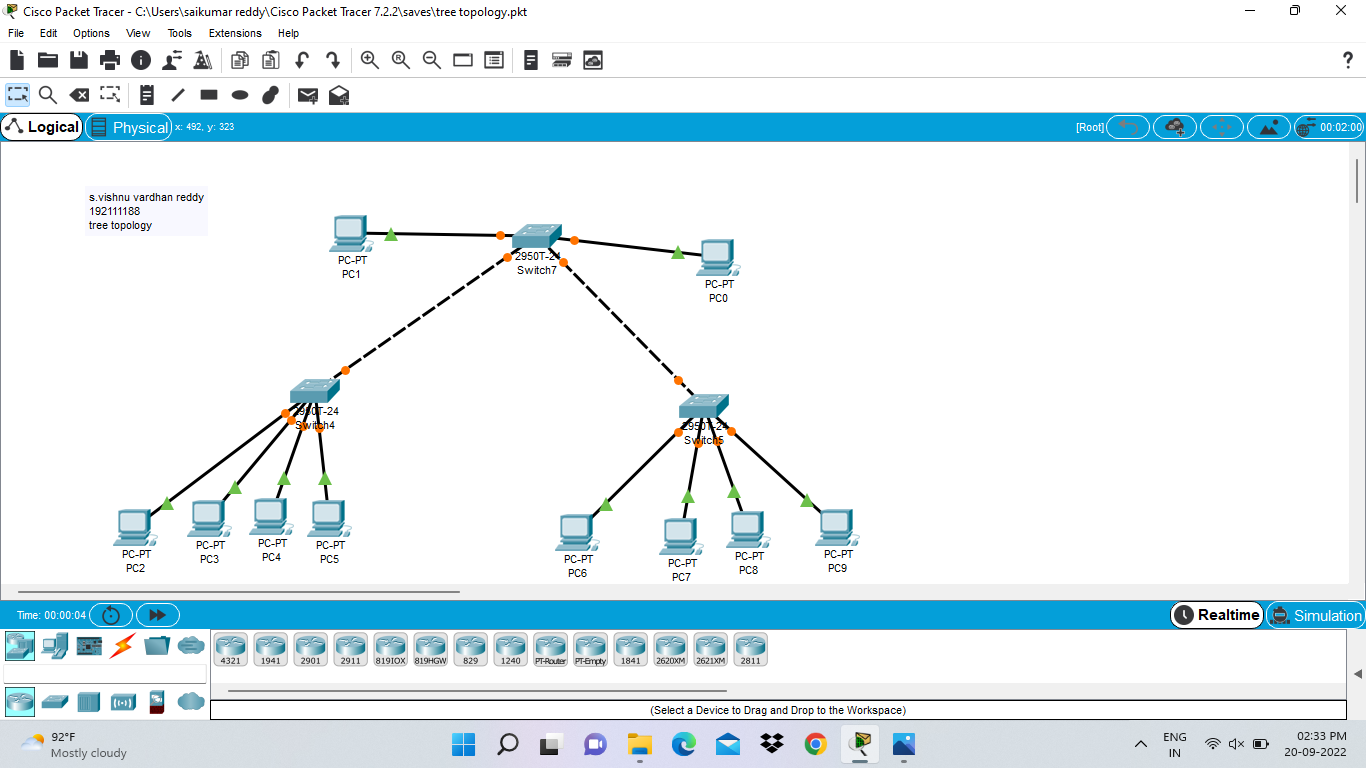 Cisco Packet Tracer - C:\Users\saikumar reddy\Cisco Packet Tracer 7.2.2\saves\tree topology.pkt
File Edit Options View Tools Extensions Help
?
Logical Physical x: 492, y: 323 [Root] 00:02:00
s.vishnu vardhan reddy
192111188
tree topology
PC-PT
PC1
2950T-24
Switch7
PC-PT
PC0
2950T-24
Switch4
2950T-24
Switch5
PC-PT
PC2
PC-PT
PC3
PC-PT
PC4
PC-PT
PC5
PC-PT
PC6
PC-PT
PC7
PC-PT
PC8
PC-PT
PC9
Time: 00:00:04 Realtime Simulation
4321 1941 2901 2911 819IOX 819HGW 829 1240 PT-Router PT-Empty 1841 2620XM 2621XM 2811
(Select a Device to Drag and Drop to the Workspace)
92°F
Mostly cloudy
ENG
IN
02:33 PM
20-09-2022